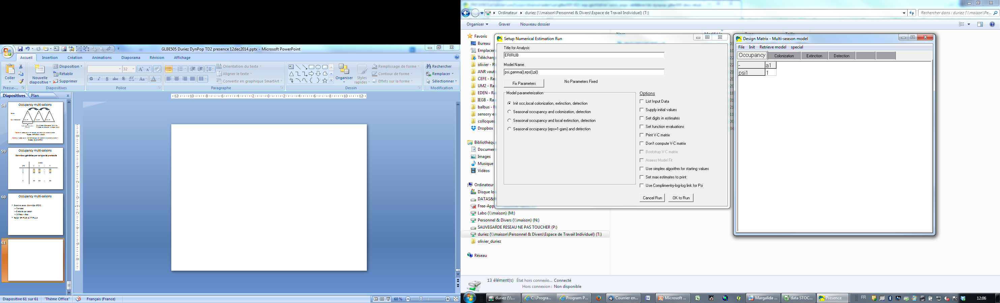 GLBE505 Duriez DynPop TD2 presence 12dec2014.pptx - Microsoft PowerPoint
Accueil Insertion Création Animations Diaporama Révision Affichage
Coller
Nouvelle diapositive
Disposition
Rétablir
Supprimer
32
Orientation du texte
Aligner le texte
Convertir en graphique SmartArt
Organiser
Styles rapides
Remplissage de forme
Contour de forme
Effets sur la forme
Rechercher
Remplacer
Sélectionner
Presse-... Diapositives Police Paragraphe Dessin Modification
Diapositives Plan
58
Occupancy multi-saisons
59
Occupancy multi-saisons
Données générées par ce type de protocole
60
Occupancy multi-saisons
Exercice avec données STOC
– 7 années
– 3 relevés par saison
– 14 filets – sites
Tester ERIRUB et PYRULA
61
Diapositive 61 sur 61 "Thème Office" Français (France) 60 %
Ordinateur duriez (\\maison\Personnel & Divers\Espace de Travail Individuel) (T:)
Rechercher dans : duriez (\\maison\Pe...
Organiser Graver Nouveau dossier
Favoris
Bureau
Emplacer
Télécharg
olivier - R
ANR vaut
CEFE - Ra
UM2 - Ra
EDEN - Ra
IEGB - Ra
balbus - R
sensory e
colloques
Dropbox
Bibliothèqu
Documen
Images
Musique
Vidéos
Ordinateur
Disque lo
DATAS&
Free-App
Labo (\\maison) (M:)
Personnel & Divers (\\maison) (N:)
SAUVEGARDE RESEAU NE PAS TOUCHER (P:)
duriez (\\maison\Personnel & Divers\Espace de Travail Individuel) (T:)
olivier_duriez
Réseau
13 élément(s) État hors connexio... Connecté
Hors connexion : Non disponible
Setup Numerical Estimation Run
Title for Analysis
ERIRUB
Model Name
psi,gamma(),eps(),p()
Fix Parameters No Parameters Fixed
Model parameterization
Init occ,local colonization, extinction, detection
Seasonal occupancy and colonization, detection
Seasonal occupancy and local extinction, detection
Seasonal occupancy (eps=1-gam) and detection
Options
List Input Data
Supply initial values
Set digits in estimates
Set function evaluations
Print V-C matrix
Don't compute V-C matrix
Bootstrap V-C matrix
Assess Model Fit
Use simplex algorithm for starting values
Set max estimates to print
Use Complimentry-log-log link for Psi
Cancel Run OK to Run
Design Matrix - Multi-season model
File Init Retrieve model special
Occupancy Colonization Extinction Detection
- a1
psi1 1
duriez (\\... C:\Progra... Program P... Courrier en... Microsoft ... Margalida ... data STOC... Presence FR 12:06